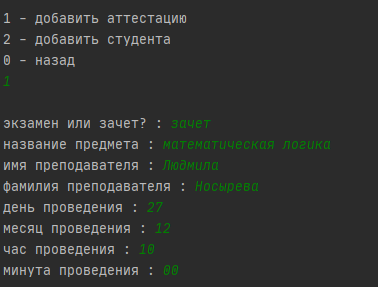 1 - добавить аттестацию
2 - добавить студента
0 - назад
1
экзамен или зачет? : зачет
название предмета : математическая логика
имя преподавателя : Людмила
фамилия преподавателя : Носырева
день проведения : 27
месяц проведения : 12
час проведения : 10
минута проведения : 00